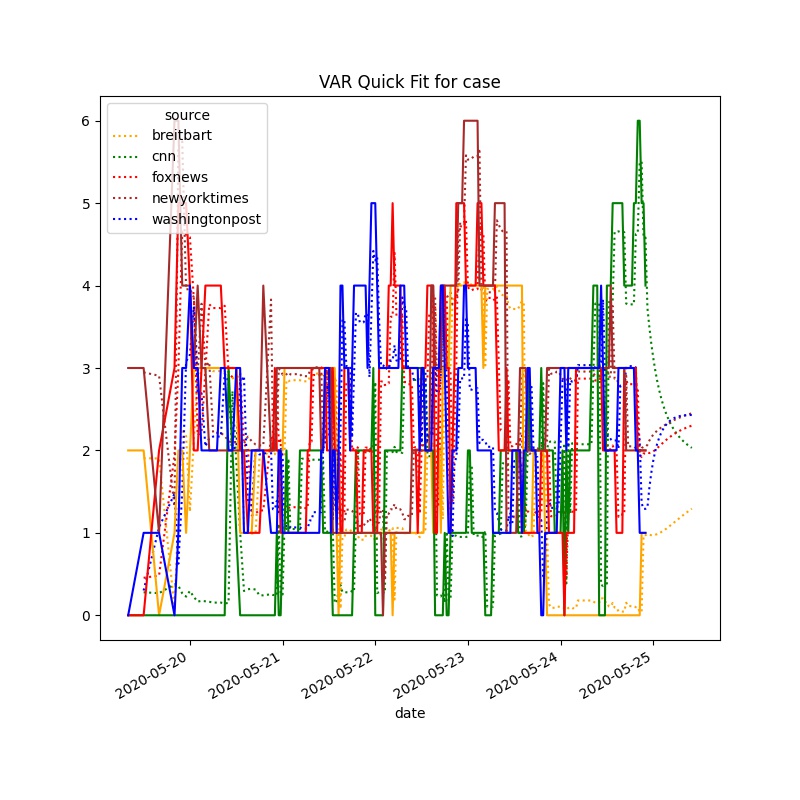 VAR Quick Fit for case
source
breitbart
cnn
foxnews
newyorktimes
washingtonpost
6
5
4
3
2
1
0
2020-05-20
2020-05-21
2020-05-22
2020-05-23
2020-05-24
2020-05-25
date